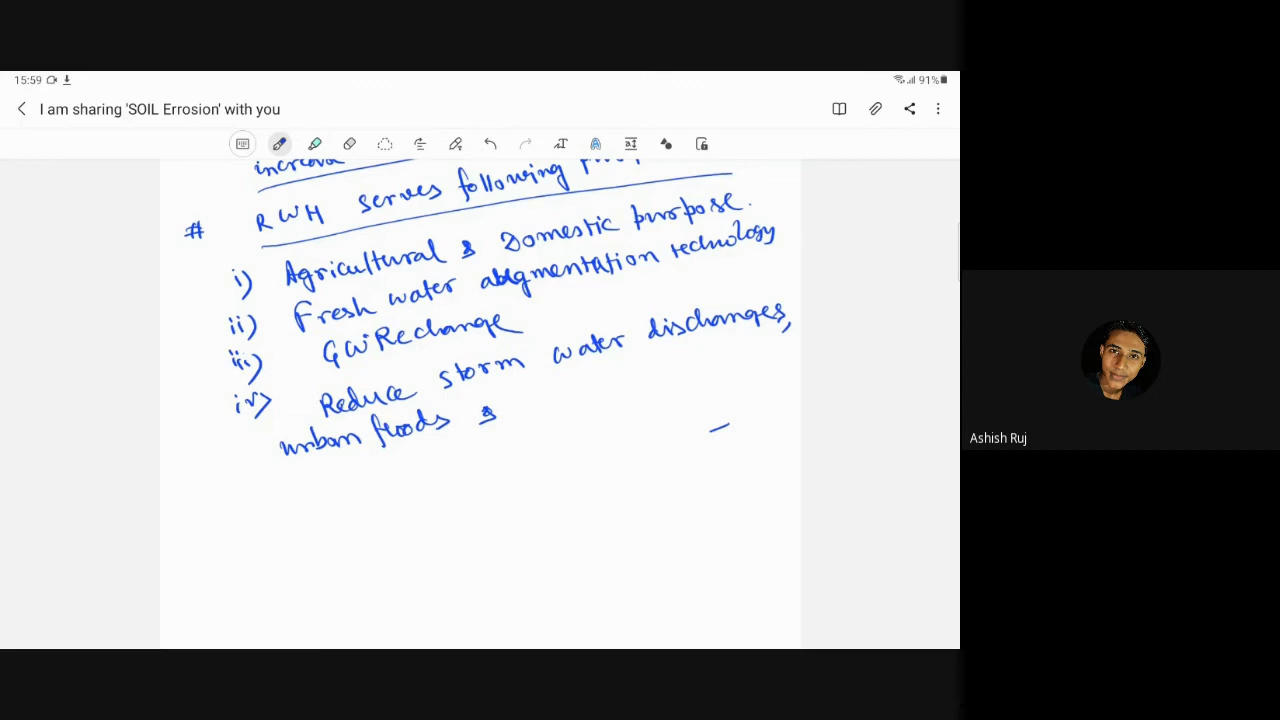 15:59
91%
I am sharing 'SOIL Errosion' with you
# RWH serves following
i) Agricultural & Domestic purpose.
ii) Fresh water augmentation technology
iii) GW Recharge
iv) Reduce storm water discharges,
urban floods &
Ashish Ruj